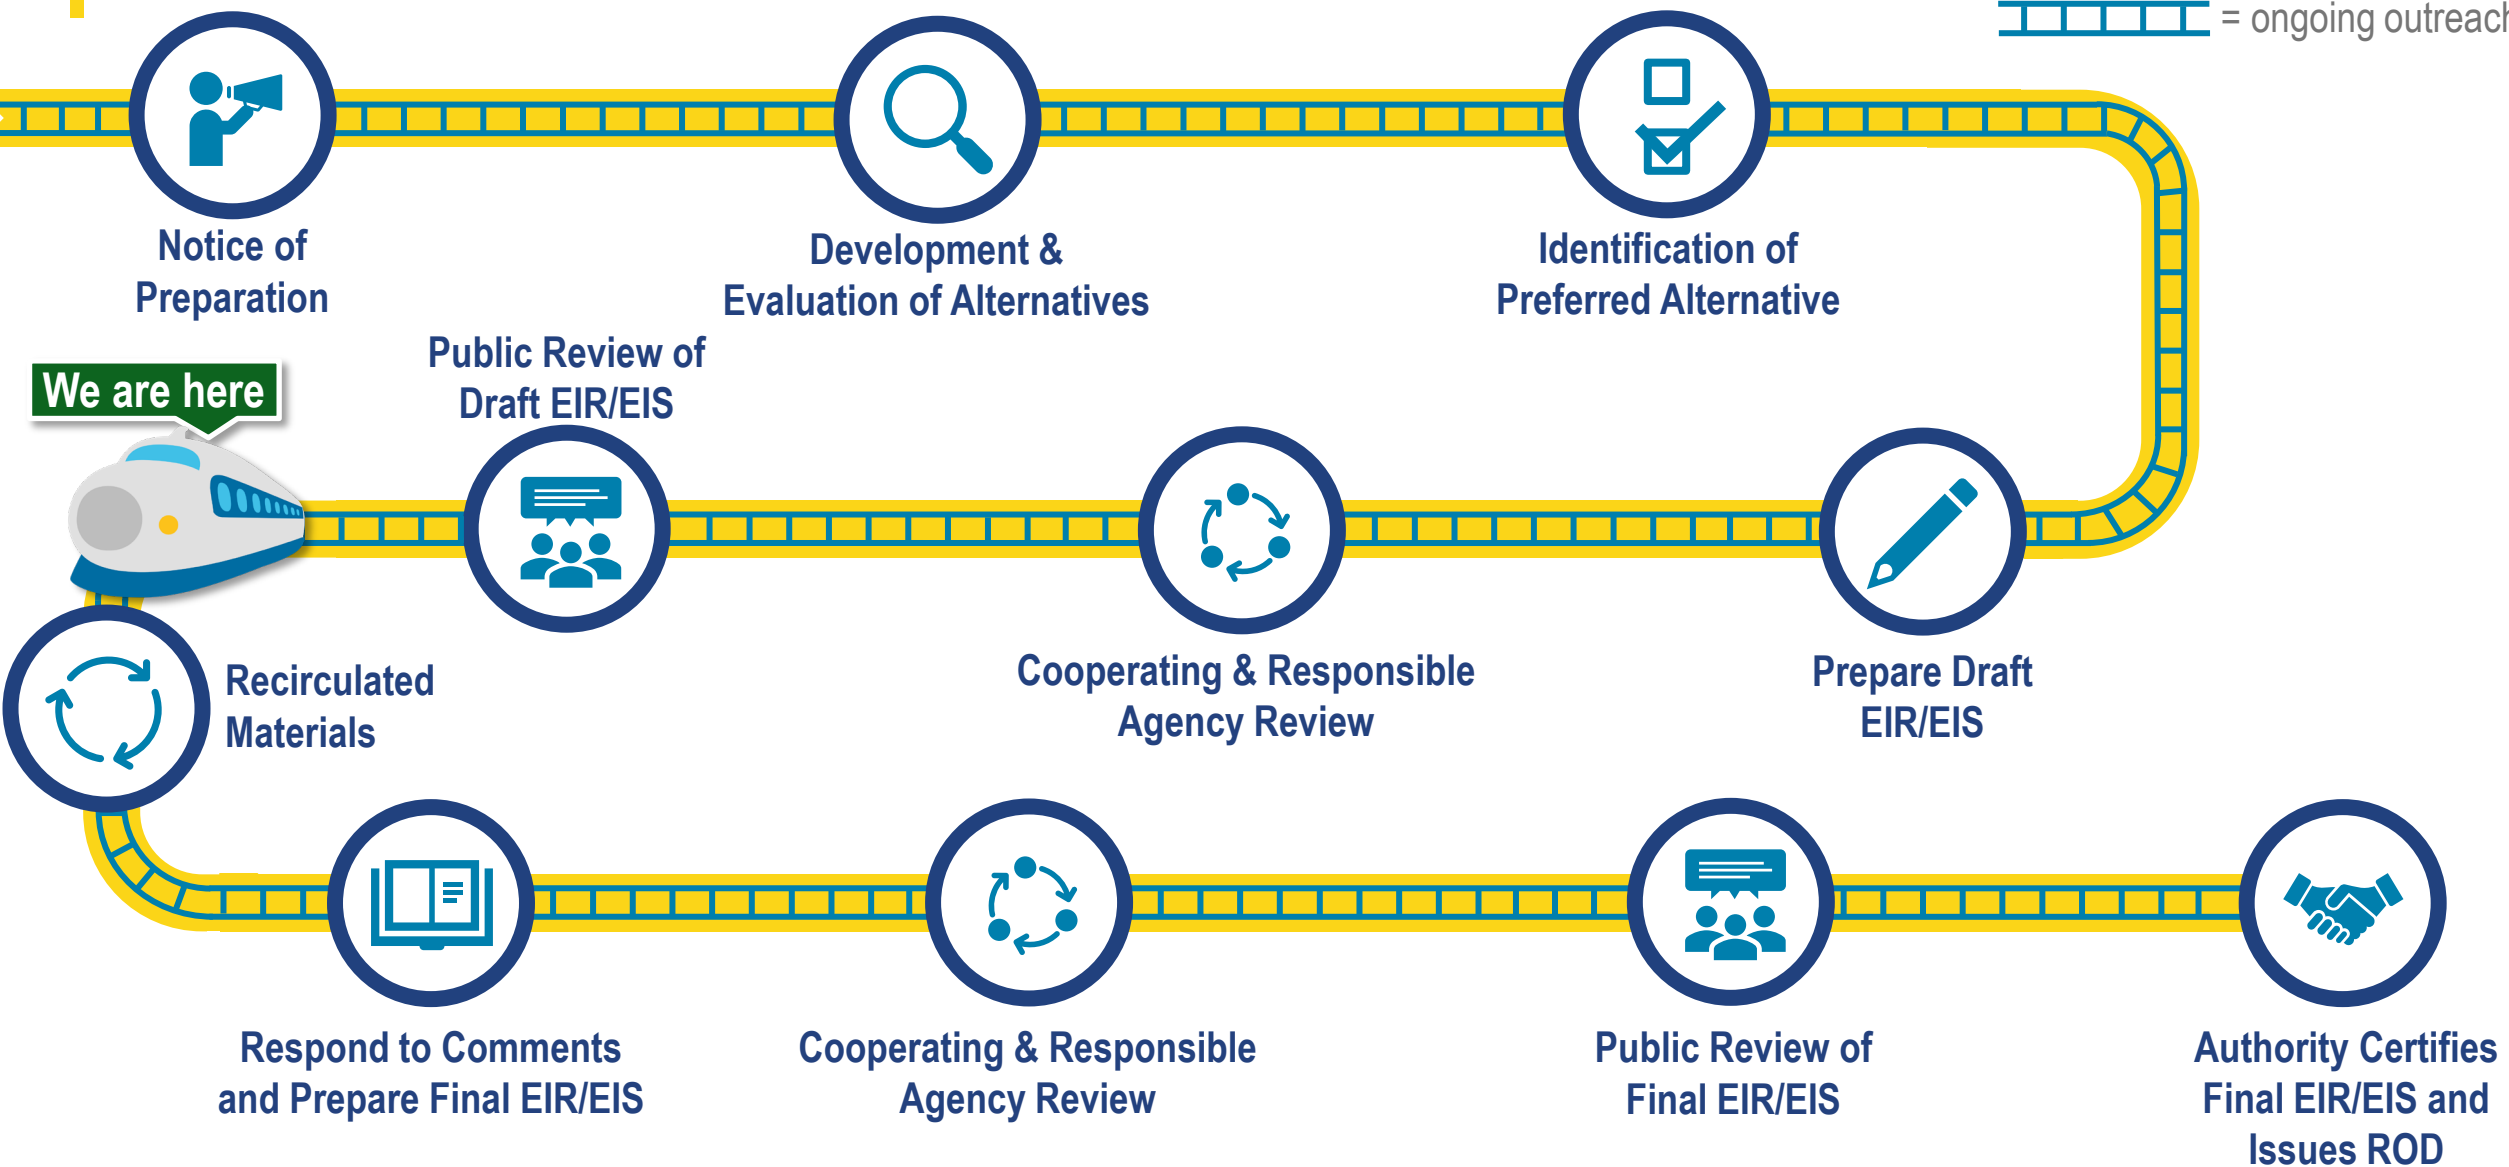 = ongoing outreach
Notice of
Preparation
Development &
Evaluation of Alternatives
Identification of
Preferred Alternative
We are here
Public Review of
Draft EIR/EIS
Cooperating & Responsible
Agency Review
Prepare Draft
EIR/EIS
Recirculated
Materials
Respond to Comments
and Prepare Final EIR/EIS
Cooperating & Responsible
Agency Review
Public Review of
Final EIR/EIS
Authority Certifies
Final EIR/EIS and
Issues ROD